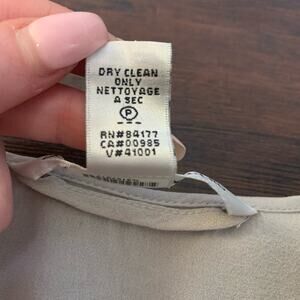 DRY CLEAN
ONLY
NETTOYAGE
A SEC
P
RN#84177
CA#00985
V#41001